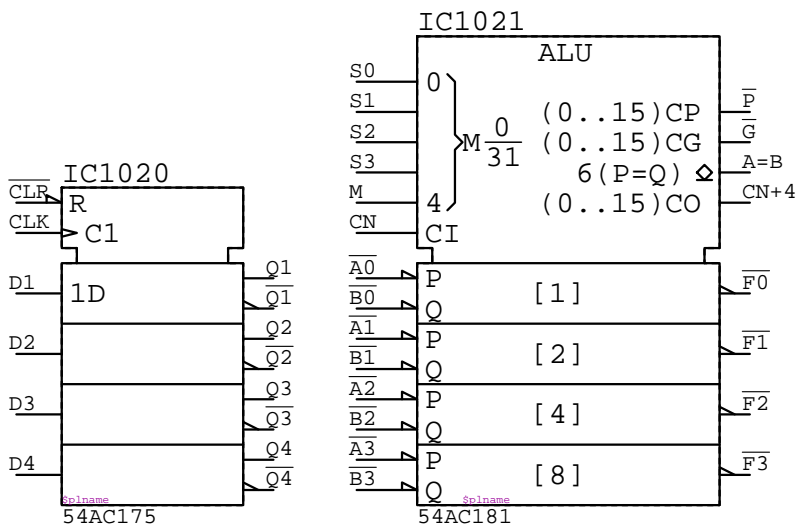 IC1020
CLR
CLK
R
C1
D1
D2
D3
D4
1D
Q1
Q1
Q2
Q2
Q3
Q3
Q4
Q4
$plname
54AC175
IC1021
ALU
S0
S1
S2
S3
M
CN
0
4
M 0/31
CI
(0..15)CP
(0..15)CG
6(P=Q)
(0..15)CO
P
G
A=B
CN+4
A0
B0
A1
B1
A2
B2
A3
B3
P
Q
P
Q
P
Q
P
Q
[1]
[2]
[4]
[8]
F0
F1
F2
F3
$plname
54AC181